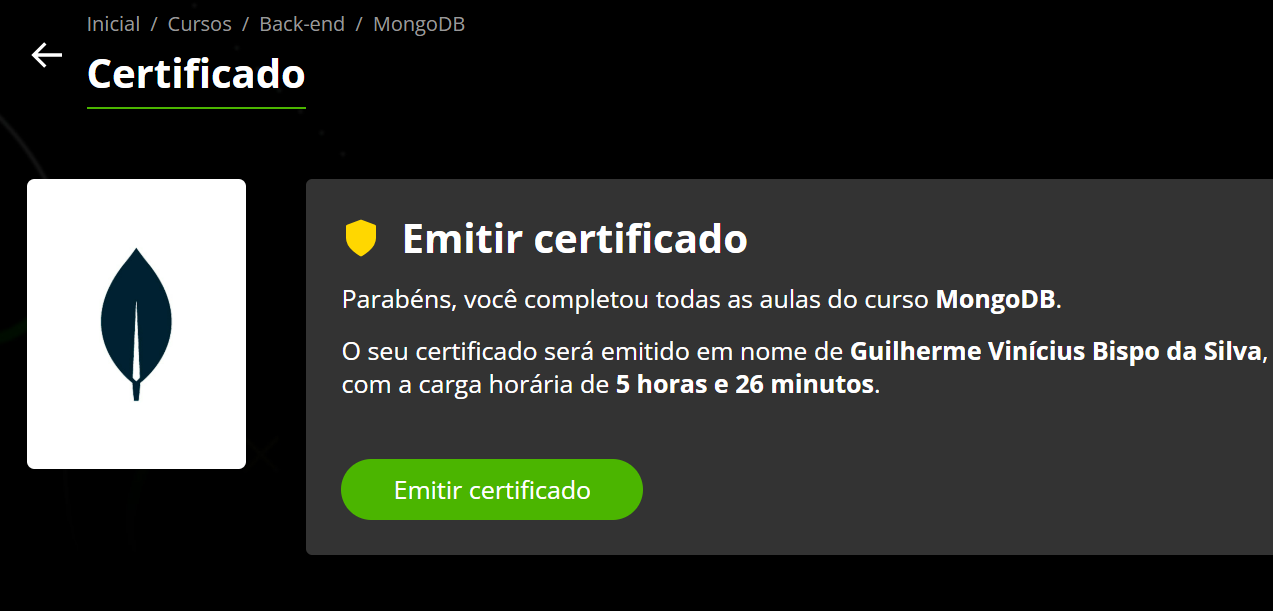 Inicial / Cursos / Back-end / MongoDB
Certificado
Emitir certificado
Parabéns, você completou todas as aulas do curso MongoDB.
O seu certificado será emitido em nome de Guilherme Vinícius Bispo da Silva,
com a carga horária de 5 horas e 26 minutos.
Emitir certificado